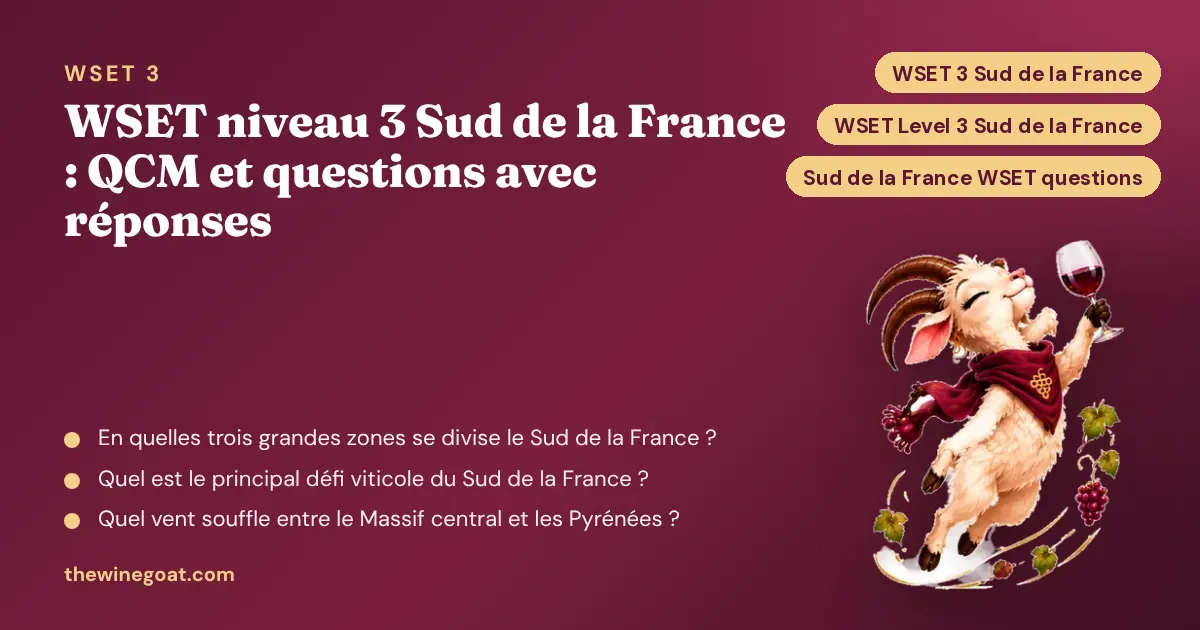 WSET 3
WSET niveau 3 Sud de la France
: QCM et questions avec
réponses
WSET 3 Sud de la France
WSET Level 3 Sud de la France
Sud de la France WSET questions
En quelles trois grandes zones se divise le Sud de la France ?
Quel est le principal défi viticole du Sud de la France ?
Quel vent souffle entre le Massif central et les Pyrénées ?
thewinegoat.com